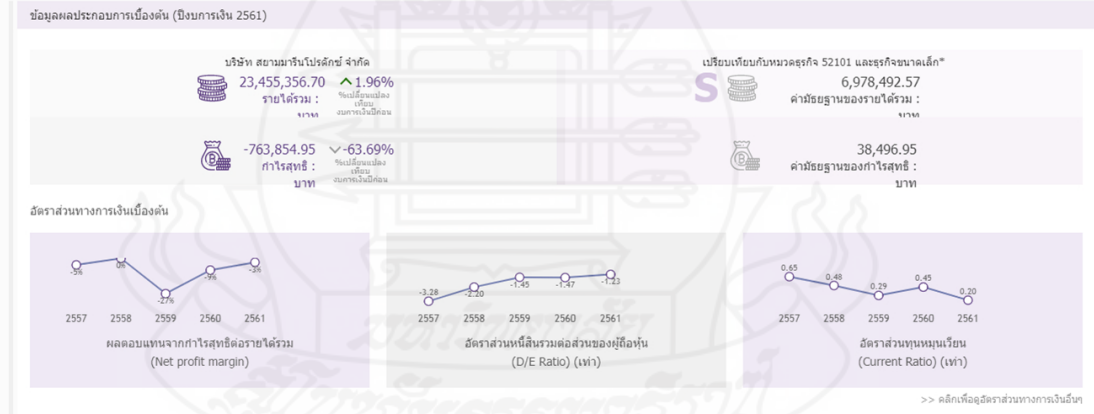 ข้อมูลผลประกอบการเบื้องต้น (ปีงบการเงิน 2561)
บริษัท สยามมารีนโปรดักช์ จำกัด
23,455,356.70 1.96%
รายได้รวม : %เปลี่ยนแปลง
เทียบ
บาท งบการเงินปีก่อน
-763,854.95 -63.69%
กำไรสุทธิ : %เปลี่ยนแปลง
เทียบ
บาท งบการเงินปีก่อน
เปรียบเทียบกับหมวดธุรกิจ 52101 และธุรกิจขนาดเล็ก*
S 6,978,492.57
ค่ามัธยฐานของรายได้รวม :
บาท
38,496.95
ค่ามัธยฐานของกำไรสุทธิ :
บาท
อัตราส่วนทางการเงินเบื้องต้น
-5% 0% -27% -9% -3%
2557 2558 2559 2560 2561
ผลตอบแทนจากกำไรสุทธิต่อรายได้รวม
(Net profit margin)
-3.28 -2.20 -1.45 -1.47 -1.23
2557 2558 2559 2560 2561
อัตราส่วนหนี้สินรวมต่อส่วนของผู้ถือหุ้น
(D/E Ratio) (เท่า)
0.65 0.48 0.29 0.45 0.20
2557 2558 2559 2560 2561
อัตราส่วนทุนหมุนเวียน
(Current Ratio) (เท่า)
>> คลิกเพื่อดูอัตราส่วนทางการเงินอื่นๆ